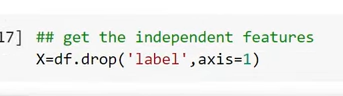 17] ## get the independent features
X=df.drop('label',axis=1)